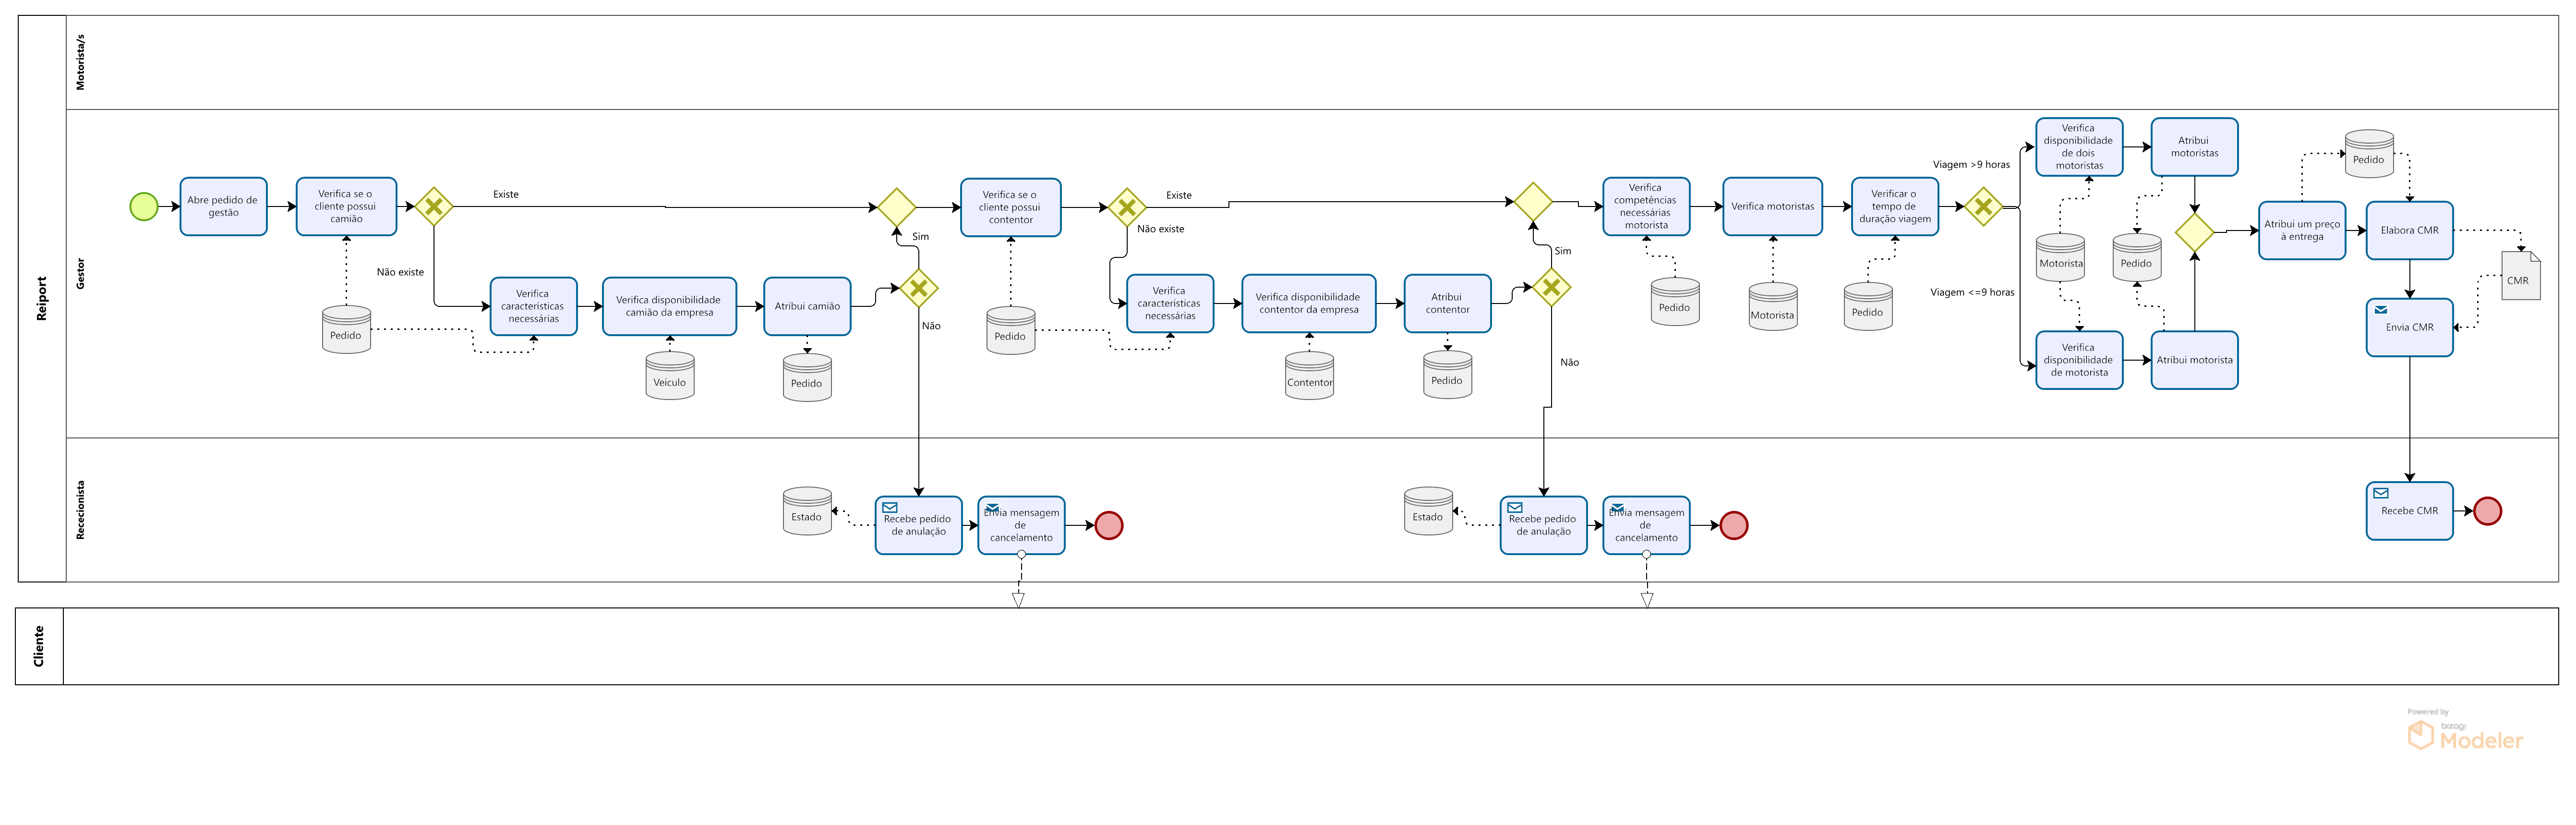 Reiport
Motorista/s
Gestor
Rececionista
Abre pedido de
gestão
Verifica se o
cliente possui
camião
Existe
Não existe
Pedido
Verifica
características
necessárias
Verifica disponibilidade
camião da empresa
Veículo
Atribui camião
Pedido
Sim
Não
Verifica se o
cliente possui
contentor
Existe
Não existe
Pedido
Verifica
características
necessárias
Verifica disponibilidade
contentor da empresa
Contentor
Atribui
contentor
Pedido
Sim
Não
Verifica
competências
necessárias
motorista
Pedido
Verifica motoristas
Motorista
Verificar o
tempo de
duração viagem
Pedido
Viagem >9 horas
Viagem <=9 horas
Verifica
disponibilidade
de dois
motoristas
Atribui
motoristas
Motorista
Pedido
Verifica
disponibilidade
de motorista
Atribui motorista
Atribui um preço
à entrega
Pedido
Elabora CMR
CMR
Envia CMR
Estado
Recebe pedido
de anulação
Envia mensagem
de
cancelamento
Estado
Recebe pedido
de anulação
Envia mensagem
de
cancelamento
Recebe CMR
Cliente
Powered by
bizagi
Modeler